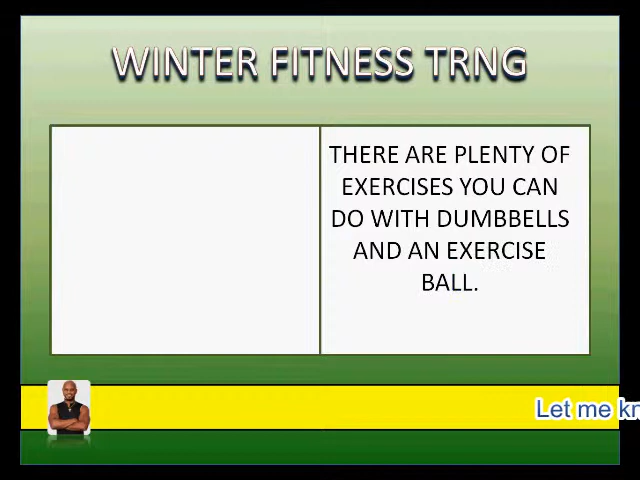 WINTER FITNESS TRNG
THERE ARE PLENTY OF
EXERCISES YOU CAN
DO WITH DUMBBELLS
AND AN EXERCISE
BALL.
Let me